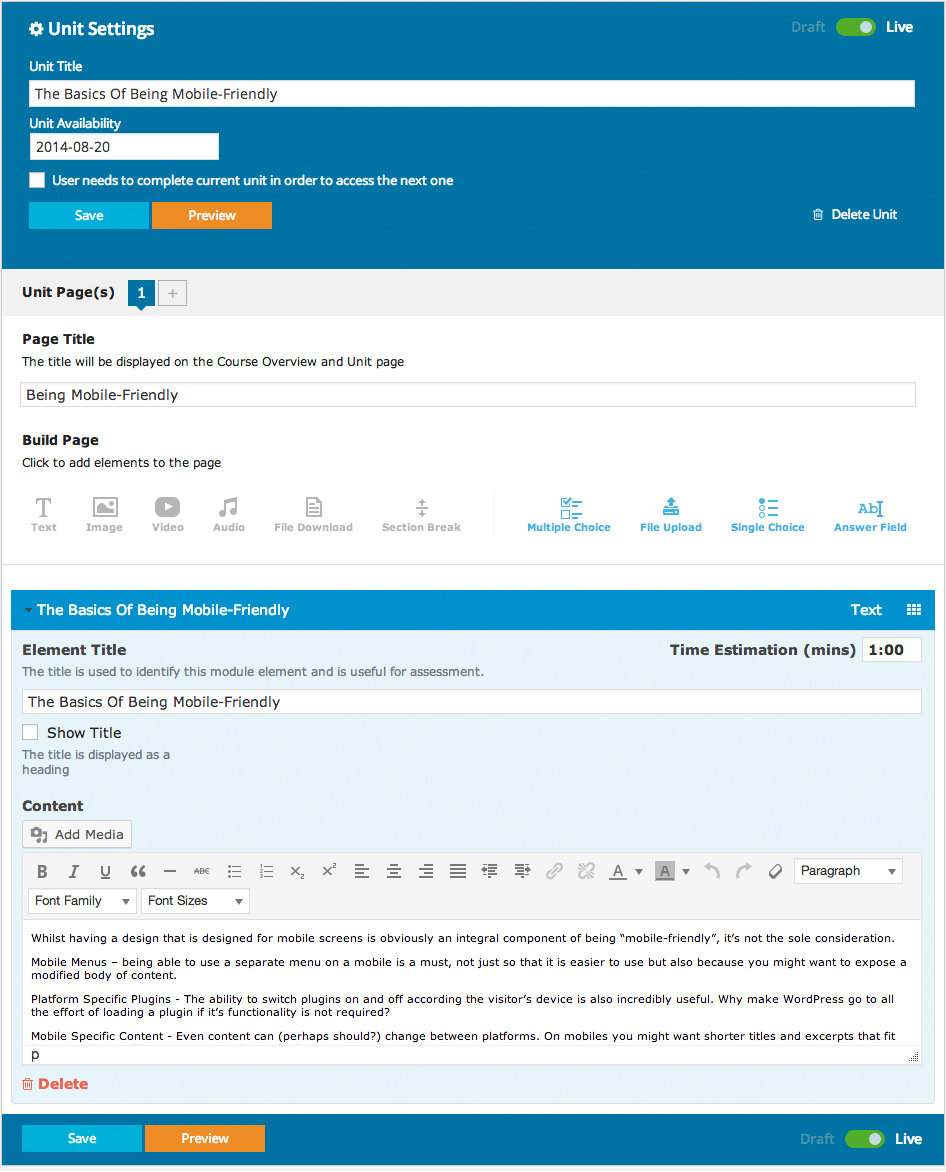 Unit Settings
Draft Live
Unit Title
The Basics Of Being Mobile-Friendly
Unit Availability
2014-08-20
User needs to complete current unit in order to access the next one
Save Preview Delete Unit
Unit Page(s) 1 +
Page Title
The title will be displayed on the Course Overview and Unit page
Being Mobile-Friendly
Build Page
Click to add elements to the page
T Ab
Text Image Video Audio File Download Section Break Multiple Choice File Upload Single Choice Answer Field
The Basics Of Being Mobile-Friendly Text
Element Title Time Estimation (mins) 1:00
The title is used to identify this module element and is useful for assessment.
The Basics Of Being Mobile-Friendly
Show Title
The title is displayed as a
heading
Content
Add Media
B I U “ — ABC X₂ X² A A Paragraph
Font Family Font Sizes
Whilst having a design that is designed for mobile screens is obviously an integral component of being “mobile-friendly”, it’s not the sole consideration.
Mobile Menus – being able to use a separate menu on a mobile is a must, not just so that it is easier to use but also because you might want to expose a
modified body of content.
Platform Specific Plugins - The ability to switch plugins on and off according the visitor’s device is also incredibly useful. Why make WordPress go to all
the effort of loading a plugin if it’s functionality is not required?
Mobile Specific Content - Even content can (perhaps should?) change between platforms. On mobiles you might want shorter titles and excerpts that fit
p
Delete
Save Preview Draft Live